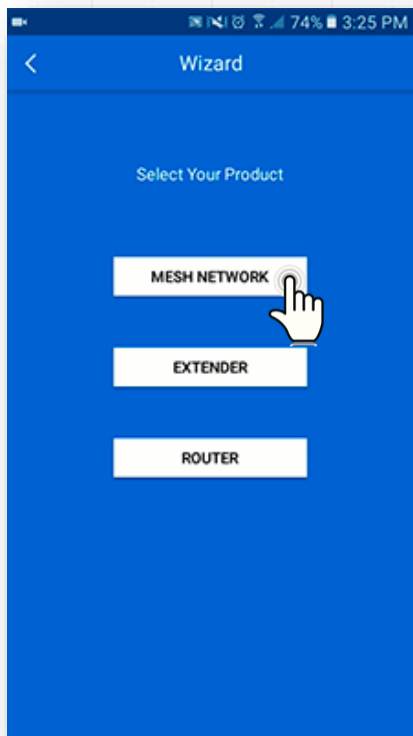 74% 3:25 PM
Wizard
Select Your Product
MESH NETWORK
EXTENDER
ROUTER